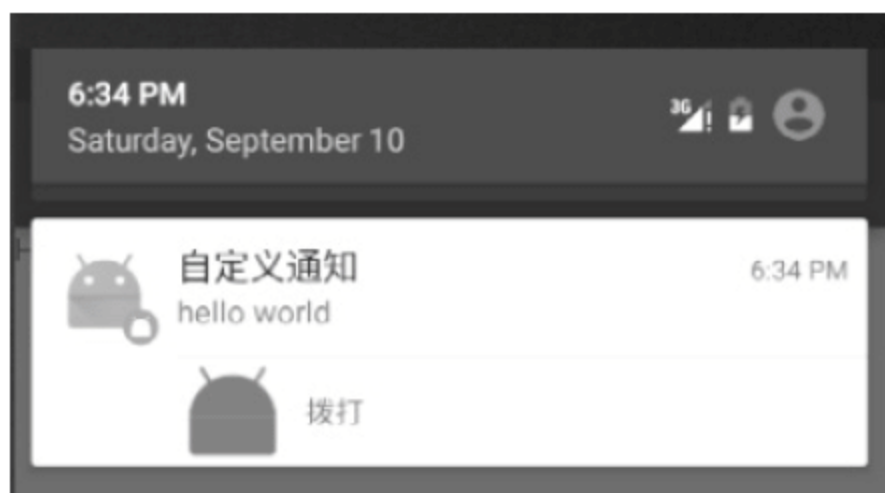 6:34 PM
Saturday, September 10
3G
自定义通知
6:34 PM
hello world
拨打